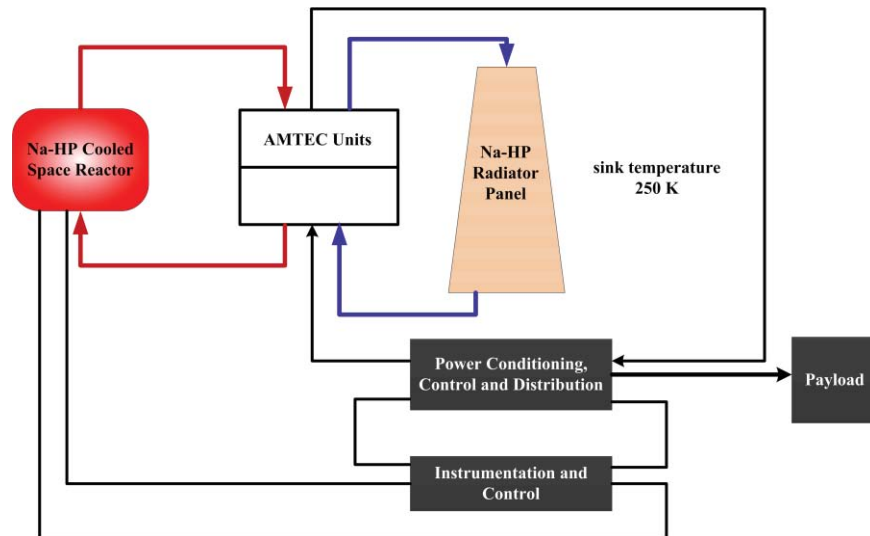 Na-HP Cooled
Space Reactor
AMTEC Units
Na-HP
Radiator
Panel
sink temperature
250 K
Power Conditioning,
Control and Distribution
Payload
Instrumentation and
Control